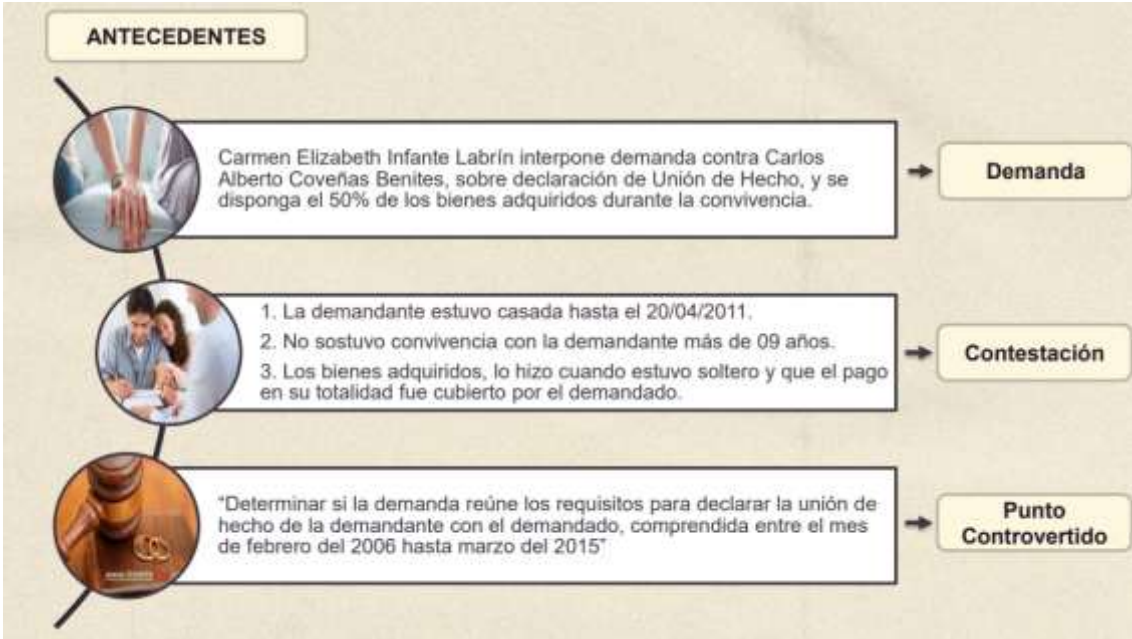 ANTECEDENTES
Carmen Elizabeth Infante Labrín interpone demanda contra Carlos
Alberto Coveñas Benites, sobre declaración de Unión de Hecho, y se
disponga el 50% de los bienes adquiridos durante la convivencia.
Demanda
1. La demandante estuvo casada hasta el 20/04/2011.
2. No sostuvo convivencia con la demandante más de 09 años.
3. Los bienes adquiridos, lo hizo cuando estuvo soltero y que el pago
en su totalidad fue cubierto por el demandado.
Contestación
“Determinar si la demanda reúne los requisitos para declarar la unión de
hecho de la demandante con el demandado, comprendida entre el mes
de febrero del 2006 hasta marzo del 2015”
Punto
Controvertido